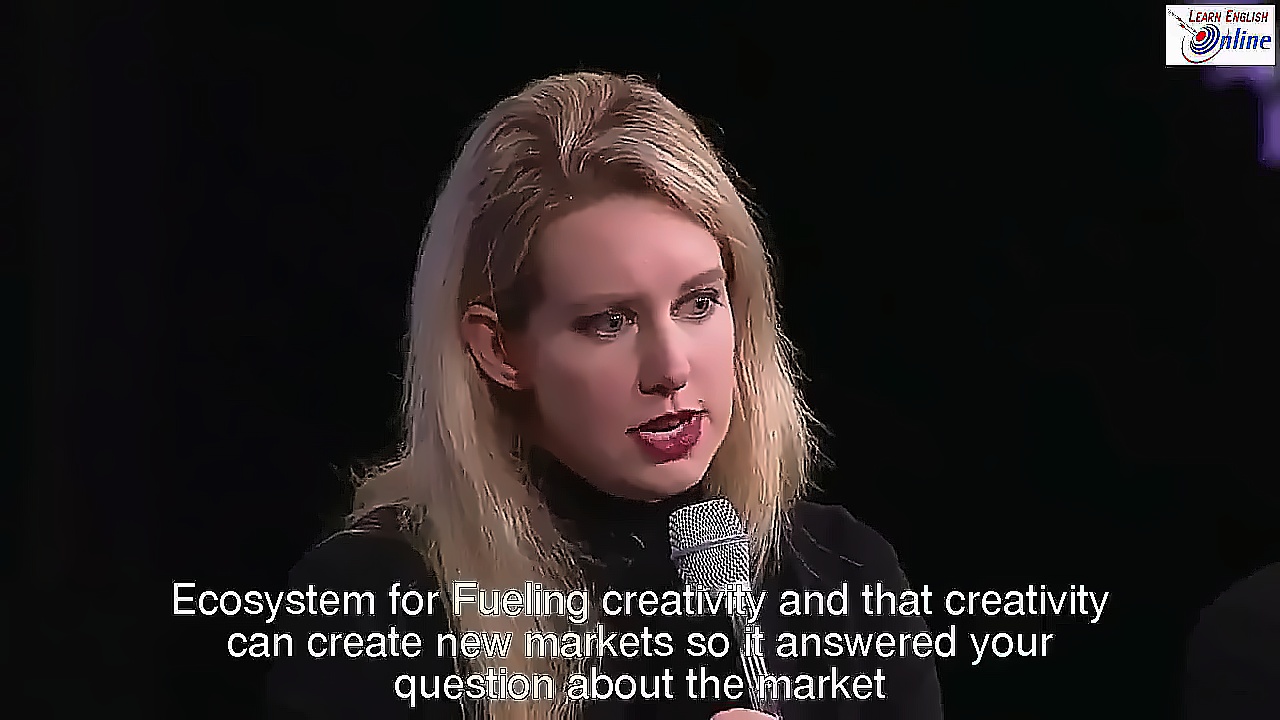 LEARN ENGLISH
Online
Ecosystem for Fueling creativity and that creativity
can create new markets so it answered your
question about the market